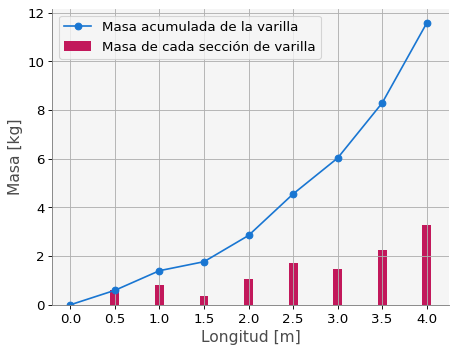 Masa acumulada de la varilla
Masa de cada sección de varilla
Masa [kg]
12
10
8
6
4
2
0
0.0 0.5 1.0 1.5 2.0 2.5 3.0 3.5 4.0
Longitud [m]